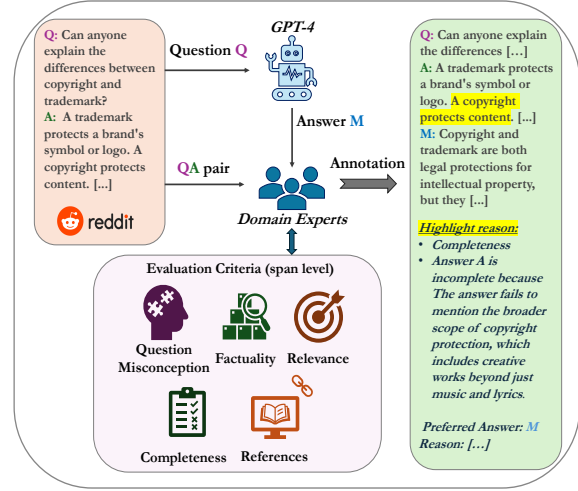 Q: Can anyone
explain the
differences between
copyright and
trademark?
A: A trademark
protects a brand's
symbol or logo. A
copyright protects
content. [...]
reddit
Question Q
QA pair
GPT-4
Answer M
Domain Experts
Annotation
Evaluation Criteria (span level)
Question
Misconception
Factuality
Relevance
Completeness
References
Q: Can anyone explain
the differences […]
A: A trademark protects
a brand's symbol or
logo. A copyright
protects content. [...]
M: Copyright and
trademark are both
legal protections for
intellectual property,
but they [...]
Highlight reason:
• Completeness
• Answer A is
incomplete because
The answer fails to
mention the broader
scope of copyright
protection, which
includes creative
works beyond just
music and lyrics.
Preferred Answer: M
Reason: […]